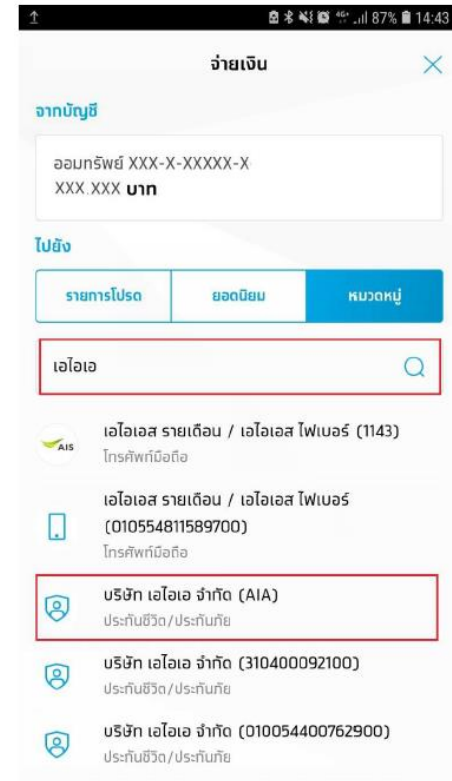 4G+ 87% 14:43
จ่ายเงิน
จากบัญชี
ออมทรัพย์ XXX-X-XXXXX-X
XXX.XXX บาท
ไปยัง
รายการโปรด ยอดนิยม หมวดหมู่
เอไอเอ
AIS
เอไอเอส รายเดือน / เอไอเอส ไฟเบอร์ (1143)
โทรศัพท์มือถือ
เอไอเอส รายเดือน / เอไอเอส ไฟเบอร์
(010554811589700)
โทรศัพท์มือถือ
บริษัท เอไอเอ จำกัด (AIA)
ประกันชีวิต/ประกันภัย
บริษัท เอไอเอ จำกัด (310400092100)
ประกันชีวิต/ประกันภัย
บริษัท เอไอเอ จำกัด (010054400762900)
ประกันชีวิต/ประกันภัย